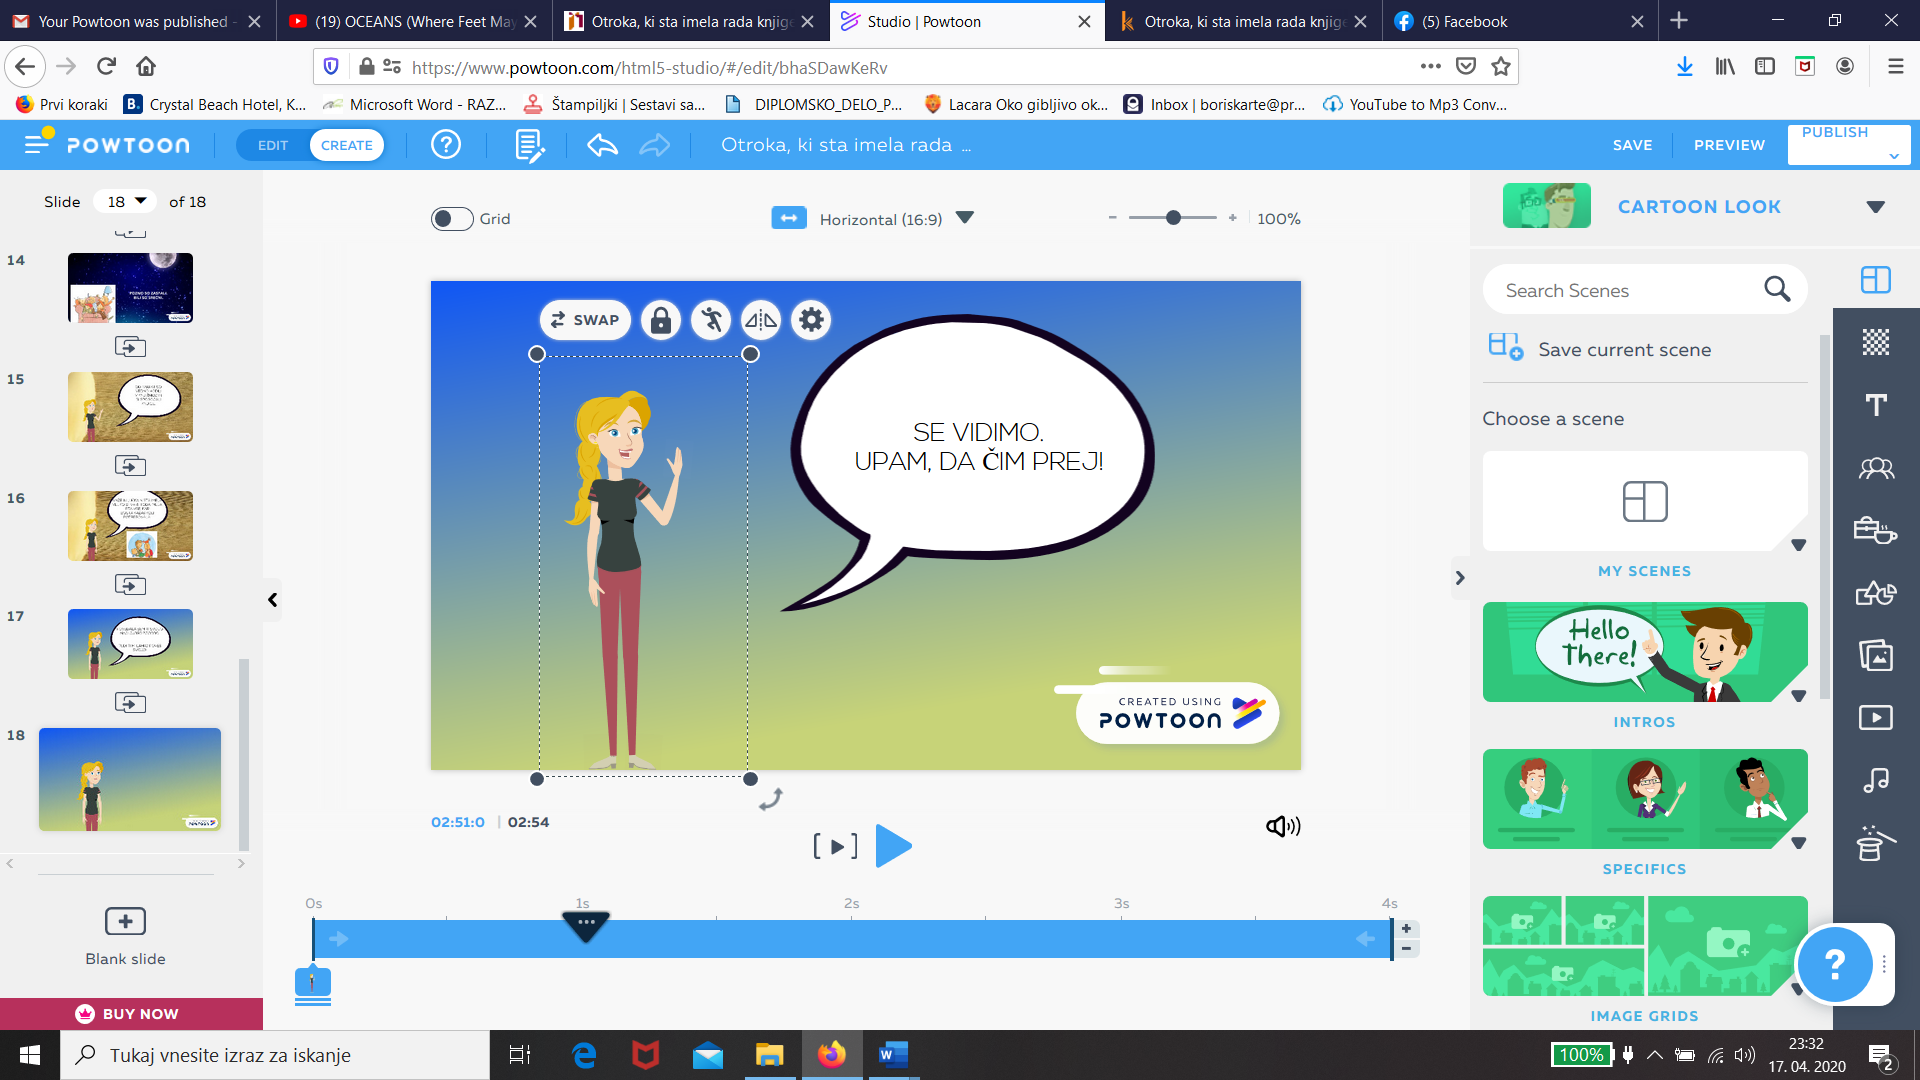 Your Powtoon was published -
(19) OCEANS (Where Feet May
Otroka, ki sta imela rada knjige
Studio | Powtoon
Otroka, ki sta imela rada knjige
(5) Facebook
https://www.powtoon.com/html5-studio/#/edit/bhaSDawKeRv
Prvi koraki
B. Crystal Beach Hotel, K...
Microsoft Word - RAZ...
Štampiljki | Sestavi sa...
DIPLOMSKO_DELO_P...
Lacara Oko gibljivo ok...
Inbox | boriskarte@pr...
YouTube to Mp3 Conv...
POWTOON
EDIT
CREATE
?
Otroka, ki sta imela rada ...
SAVE
PREVIEW
PUBLISH
Slide 18 of 18
Grid
Horizontal (16:9)
- + 100%
CARTOON LOOK
14
15
16
17
18
SWAP
SE VIDIMO.
UPAM, DA ČIM PREJ!
CREATED USING
POWTOON
Search Scenes
Save current scene
Choose a scene
MY SCENES
Hello
There!
INTROS
SPECIFICS
IMAGE GRIDS
T
?
02:51:0 | 02:54
0s 1s 2s 3s 4s
+
-
Blank slide
BUY NOW
Tukaj vnesite izraz za iskanje
100%
23:32
17. 04. 2020
2